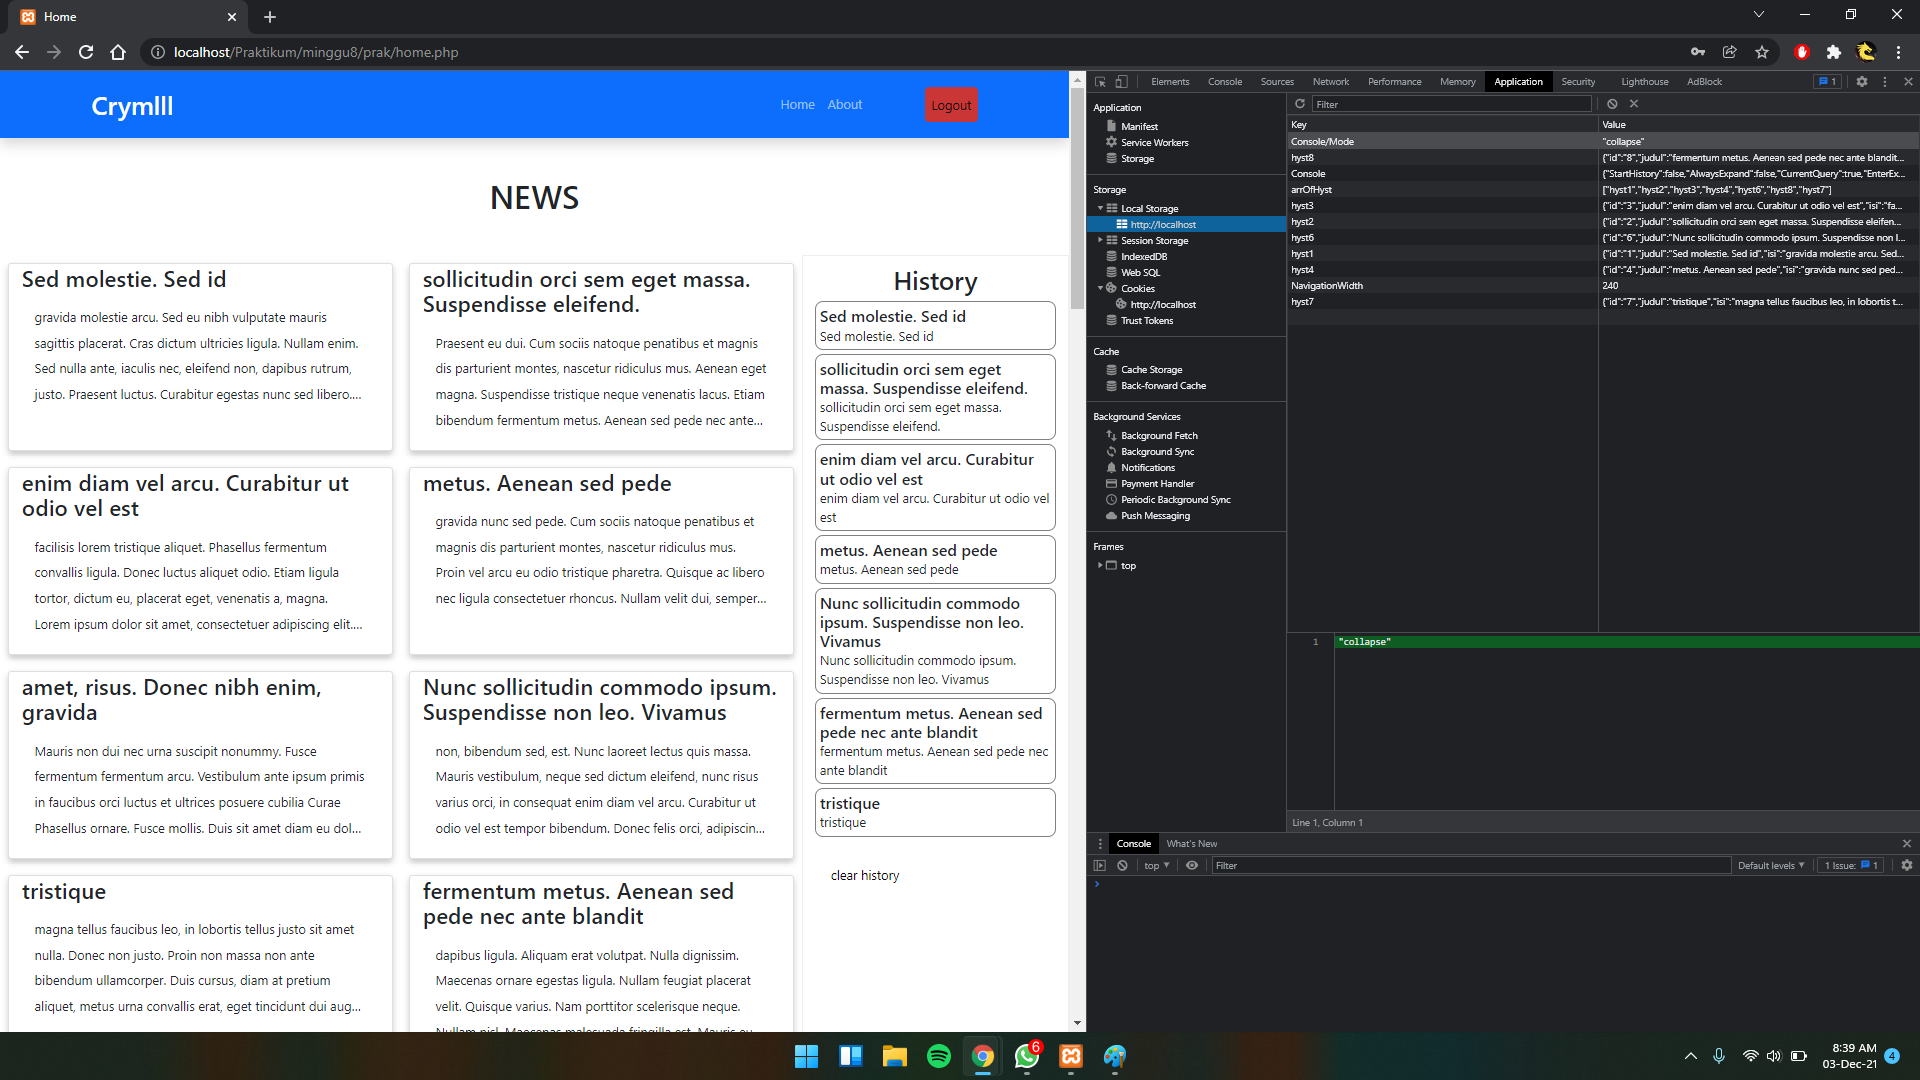 Home
localhost/Praktikum/minggu8/prak/home.php
Crymlll
Home
About
Logout
NEWS
Sed molestie. Sed id
gravida molestie arcu. Sed eu nibh vulputate mauris
sagittis placerat. Cras dictum ultricies ligula. Nullam enim.
Sed nulla ante, iaculis nec, eleifend non, dapibus rutrum,
justo. Praesent luctus. Curabitur egestas nunc sed libero....
sollicitudin orci sem eget massa.
Suspendisse eleifend.
Praesent eu dui. Cum sociis natoque penatibus et magnis
dis parturient montes, nascetur ridiculus mus. Aenean eget
magna. Suspendisse tristique neque venenatis lacus. Etiam
bibendum fermentum metus. Aenean sed pede nec ante...
enim diam vel arcu. Curabitur ut
odio vel est
facilisis lorem tristique aliquet. Phasellus fermentum
convallis ligula. Donec luctus aliquet odio. Etiam ligula
tortor, dictum eu, placerat eget, venenatis a, magna.
Lorem ipsum dolor sit amet, consectetuer adipiscing elit....
metus. Aenean sed pede
gravida nunc sed pede. Cum sociis natoque penatibus et
magnis dis parturient montes, nascetur ridiculus mus.
Proin vel arcu eu odio tristique pharetra. Quisque ac libero
nec ligula consectetuer rhoncus. Nullam velit dui, semper...
amet, risus. Donec nibh enim,
gravida
Mauris non dui nec urna suscipit nonummy. Fusce
fermentum fermentum arcu. Vestibulum ante ipsum primis
in faucibus orci luctus et ultrices posuere cubilia Curae
Phasellus ornare. Fusce mollis. Duis sit amet diam eu dol...
Nunc sollicitudin commodo ipsum.
Suspendisse non leo. Vivamus
non, bibendum sed, est. Nunc laoreet lectus quis massa.
Mauris vestibulum, neque sed dictum eleifend, nunc risus
varius orci, in consequat enim diam vel arcu. Curabitur ut
odio vel est tempor bibendum. Donec felis orci, adipiscin...
tristique
magna tellus faucibus leo, in lobortis tellus justo sit amet
nulla. Donec non justo. Proin non massa non ante
bibendum ullamcorper. Duis cursus, diam at pretium
aliquet, metus urna convallis erat, eget tincidunt dui aug...
fermentum metus. Aenean sed
pede nec ante blandit
dapibus ligula. Aliquam erat volutpat. Nulla dignissim.
Maecenas ornare egestas ligula. Nullam feugiat placerat
velit. Quisque varius. Nam porttitor scelerisque neque.
Nullam nisl. Maecenas malesuada fringilla est. Mauris eu
History
Sed molestie. Sed id
Sed molestie. Sed id
sollicitudin orci sem eget
massa. Suspendisse eleifend.
sollicitudin orci sem eget massa.
Suspendisse eleifend.
enim diam vel arcu. Curabitur
ut odio vel est
enim diam vel arcu. Curabitur ut odio vel
est
metus. Aenean sed pede
metus. Aenean sed pede
Nunc sollicitudin commodo
ipsum. Suspendisse non leo.
Vivamus
Nunc sollicitudin commodo ipsum.
Suspendisse non leo. Vivamus
fermentum metus. Aenean sed
pede nec ante blandit
fermentum metus. Aenean sed pede nec
ante blandit
tristique
tristique
clear history
Elements Console Sources Network Performance Memory Application Security Lighthouse AdBlock 1
Application
Manifest
Service Workers
Storage
Storage
Local Storage
http://localhost
Session Storage
IndexedDB
Web SQL
Cookies
http://localhost
Trust Tokens
Cache
Cache Storage
Back-forward Cache
Background Services
Background Fetch
Background Sync
Notifications
Payment Handler
Periodic Background Sync
Push Messaging
Frames
top
Filter
Key Value
Console/Mode "collapse"
hyst8 {"id":"8","judul":"fermentum metus. Aenean sed pede nec ante blandit...
Console {"StartHistory":false,"AlwaysExpand":false,"CurrentQuery":true,"EnterEx...
arrOfHyst ["hyst1","hyst2","hyst3","hyst4","hyst6","hyst8","hyst7"]
hyst3 {"id":"3","judul":"enim diam vel arcu. Curabitur ut odio vel est","isi":"fa...
hyst2 {"id":"2","judul":"sollicitudin orci sem eget massa. Suspendisse eleifen...
hyst6 {"id":"6","judul":"Nunc sollicitudin commodo ipsum. Suspendisse non l...
hyst1 {"id":"1","judul":"Sed molestie. Sed id","isi":"gravida molestie arcu. Sed...
hyst4 {"id":"4","judul":"metus. Aenean sed pede","isi":"gravida nunc sed ped...
NavigationWidth 240
hyst7 {"id":"7","judul":"tristique","isi":"magna tellus faucibus leo, in lobortis t...
1 "collapse"
Line 1, Column 1
Console What's New
top Filter Default levels 1 Issue: 1
6
8:39 AM
03-Dec-21
4